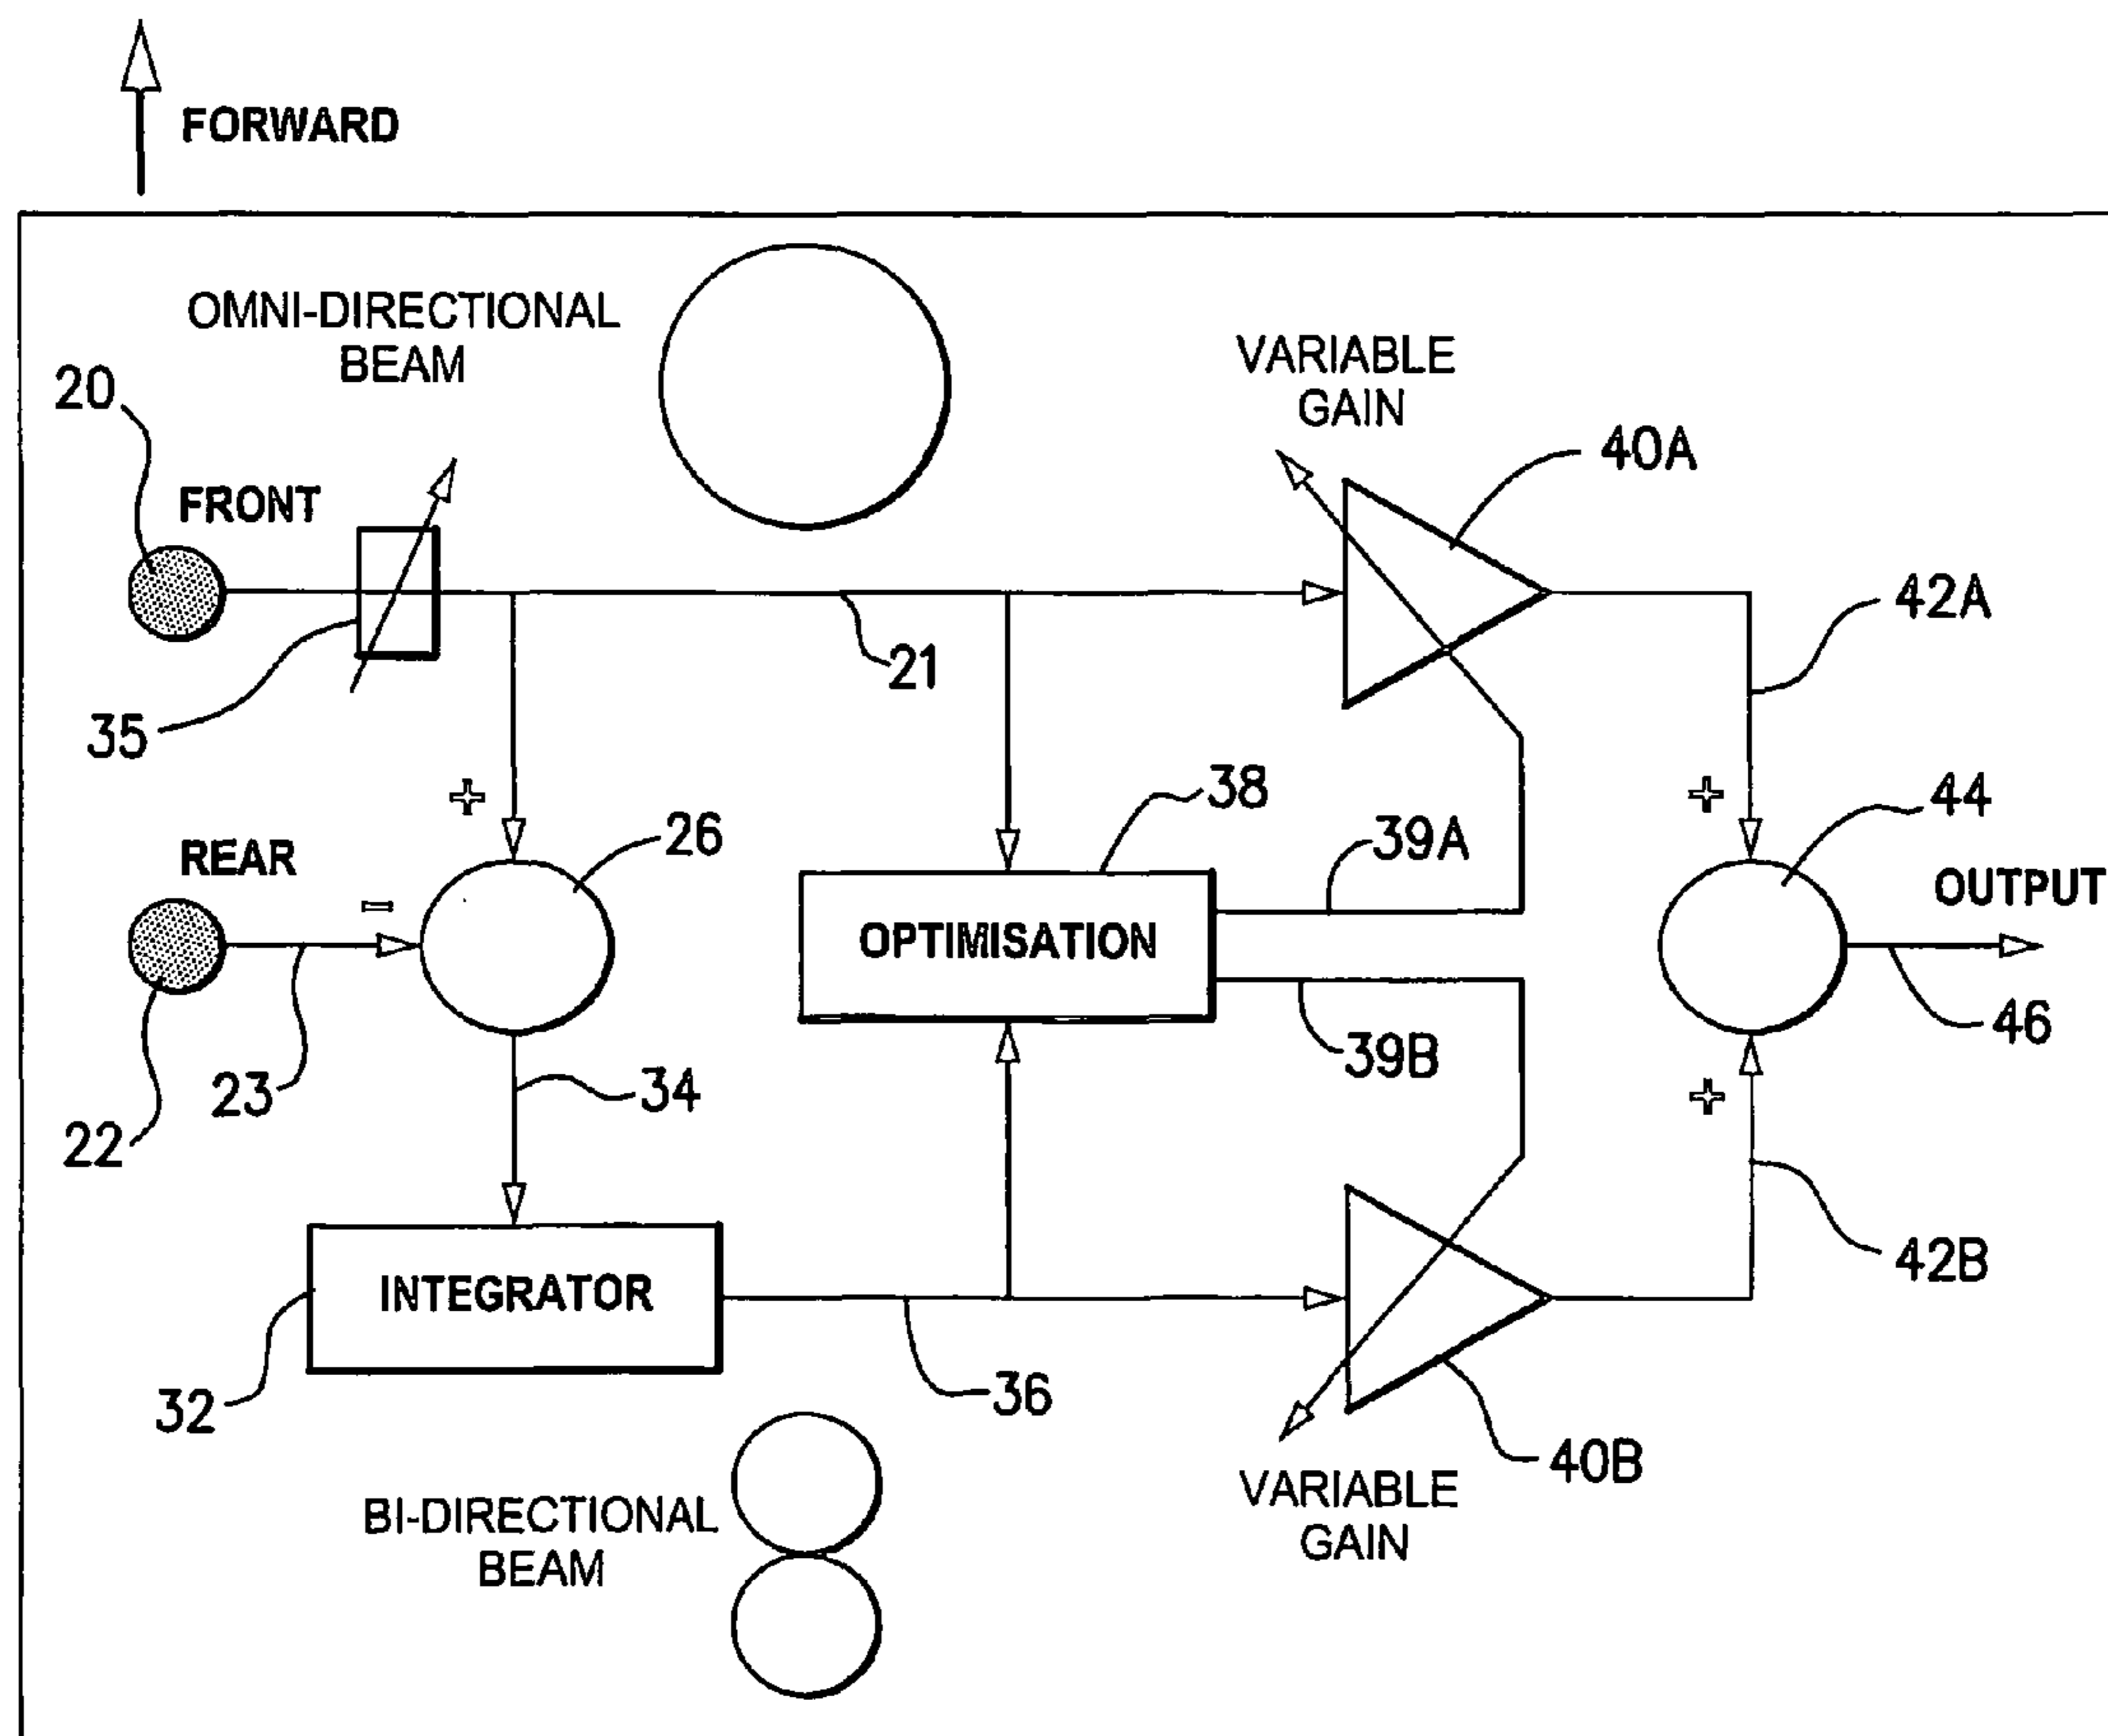 FORWARD
OMNI-DIRECTIONAL
BEAM
VARIABLE
GAIN
20
40A
FRONT
42A
21
35
+
+
38
44
26
39A
REAR
OUTPUT
-
OPTIMISATION
46
39B
23
34
+
22
42B
INTEGRATOR
36
32
40B
BI-DIRECTIONAL
BEAM
VARIABLE
GAIN